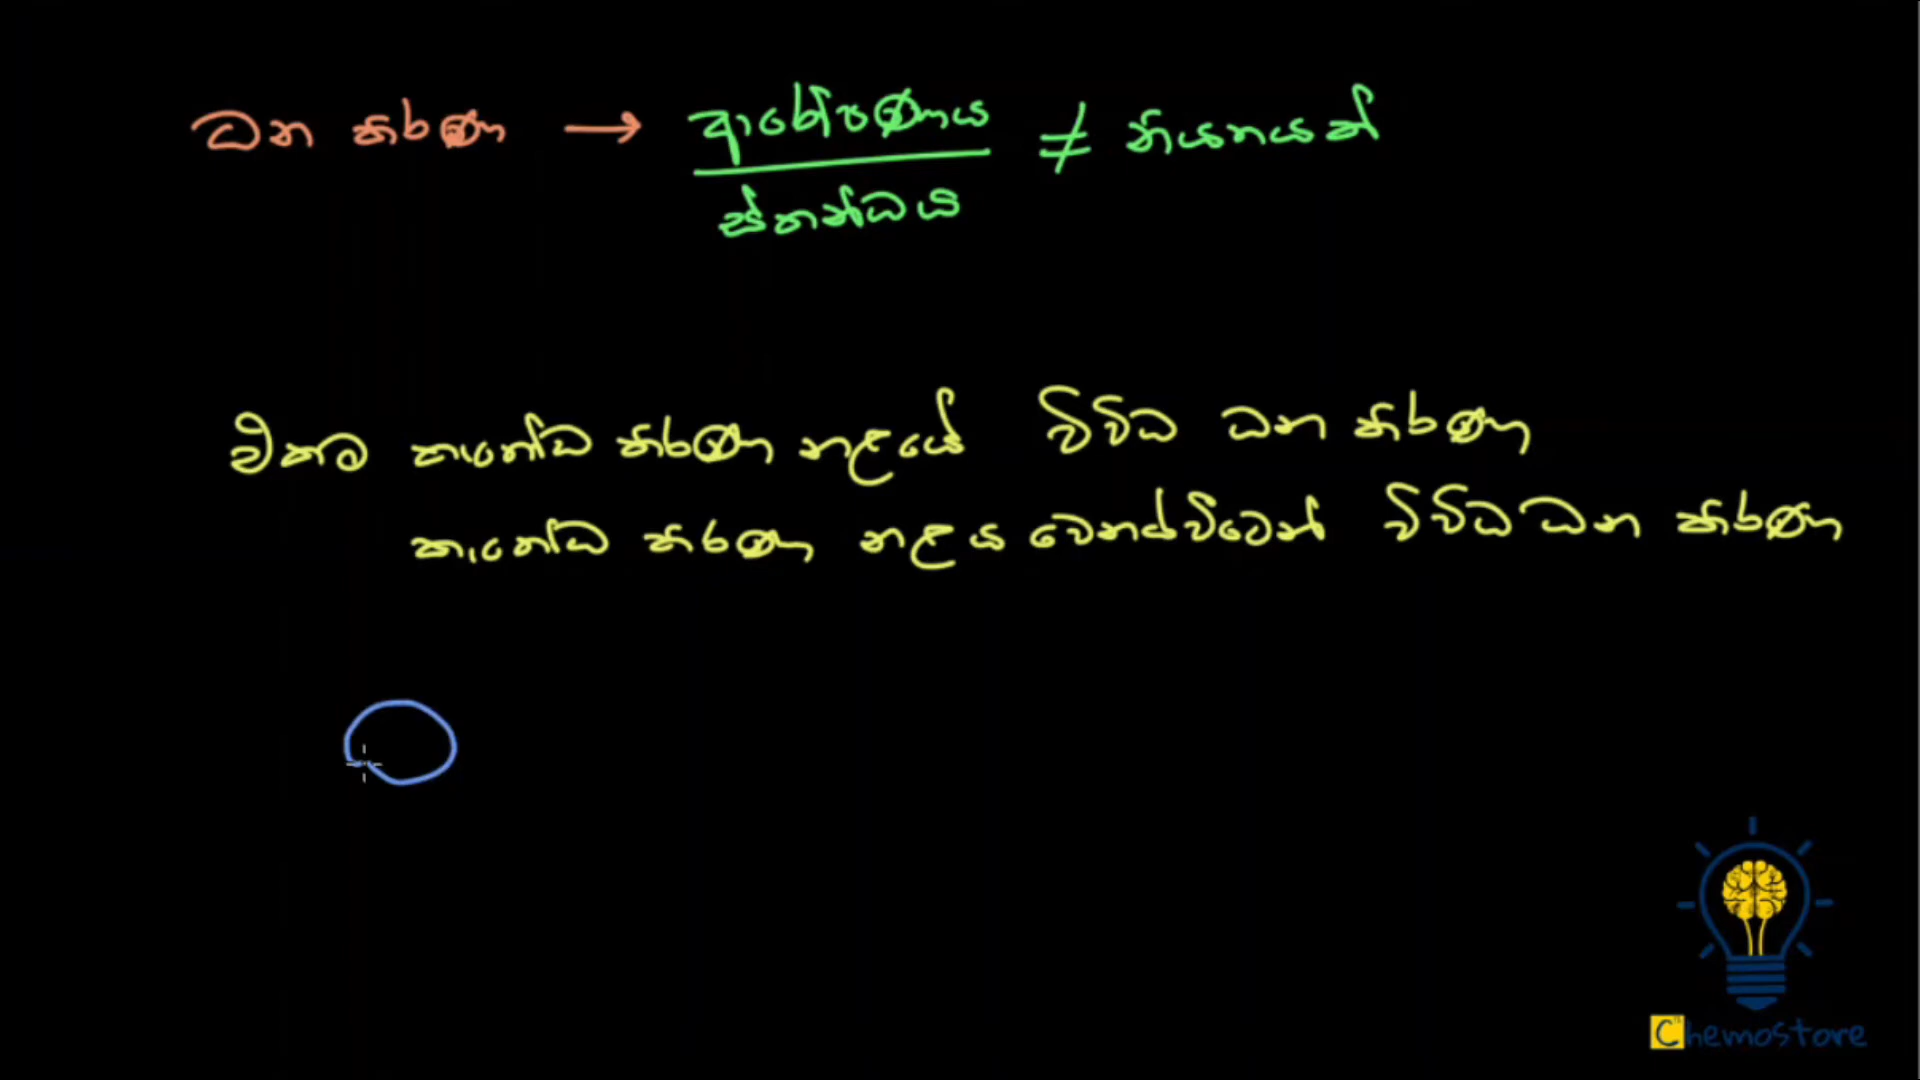 ධන කිරණ → ආරෝපණය ≠ නියතයක්
ස්කන්ධය
එකම කැතෝඩ කිරණ නළයේ විවිධ ධන කිරණ
කැතෝඩ කිරණ නළය වෙනස්විටෙන් විවිධ ධන කිරණ
Chemostore